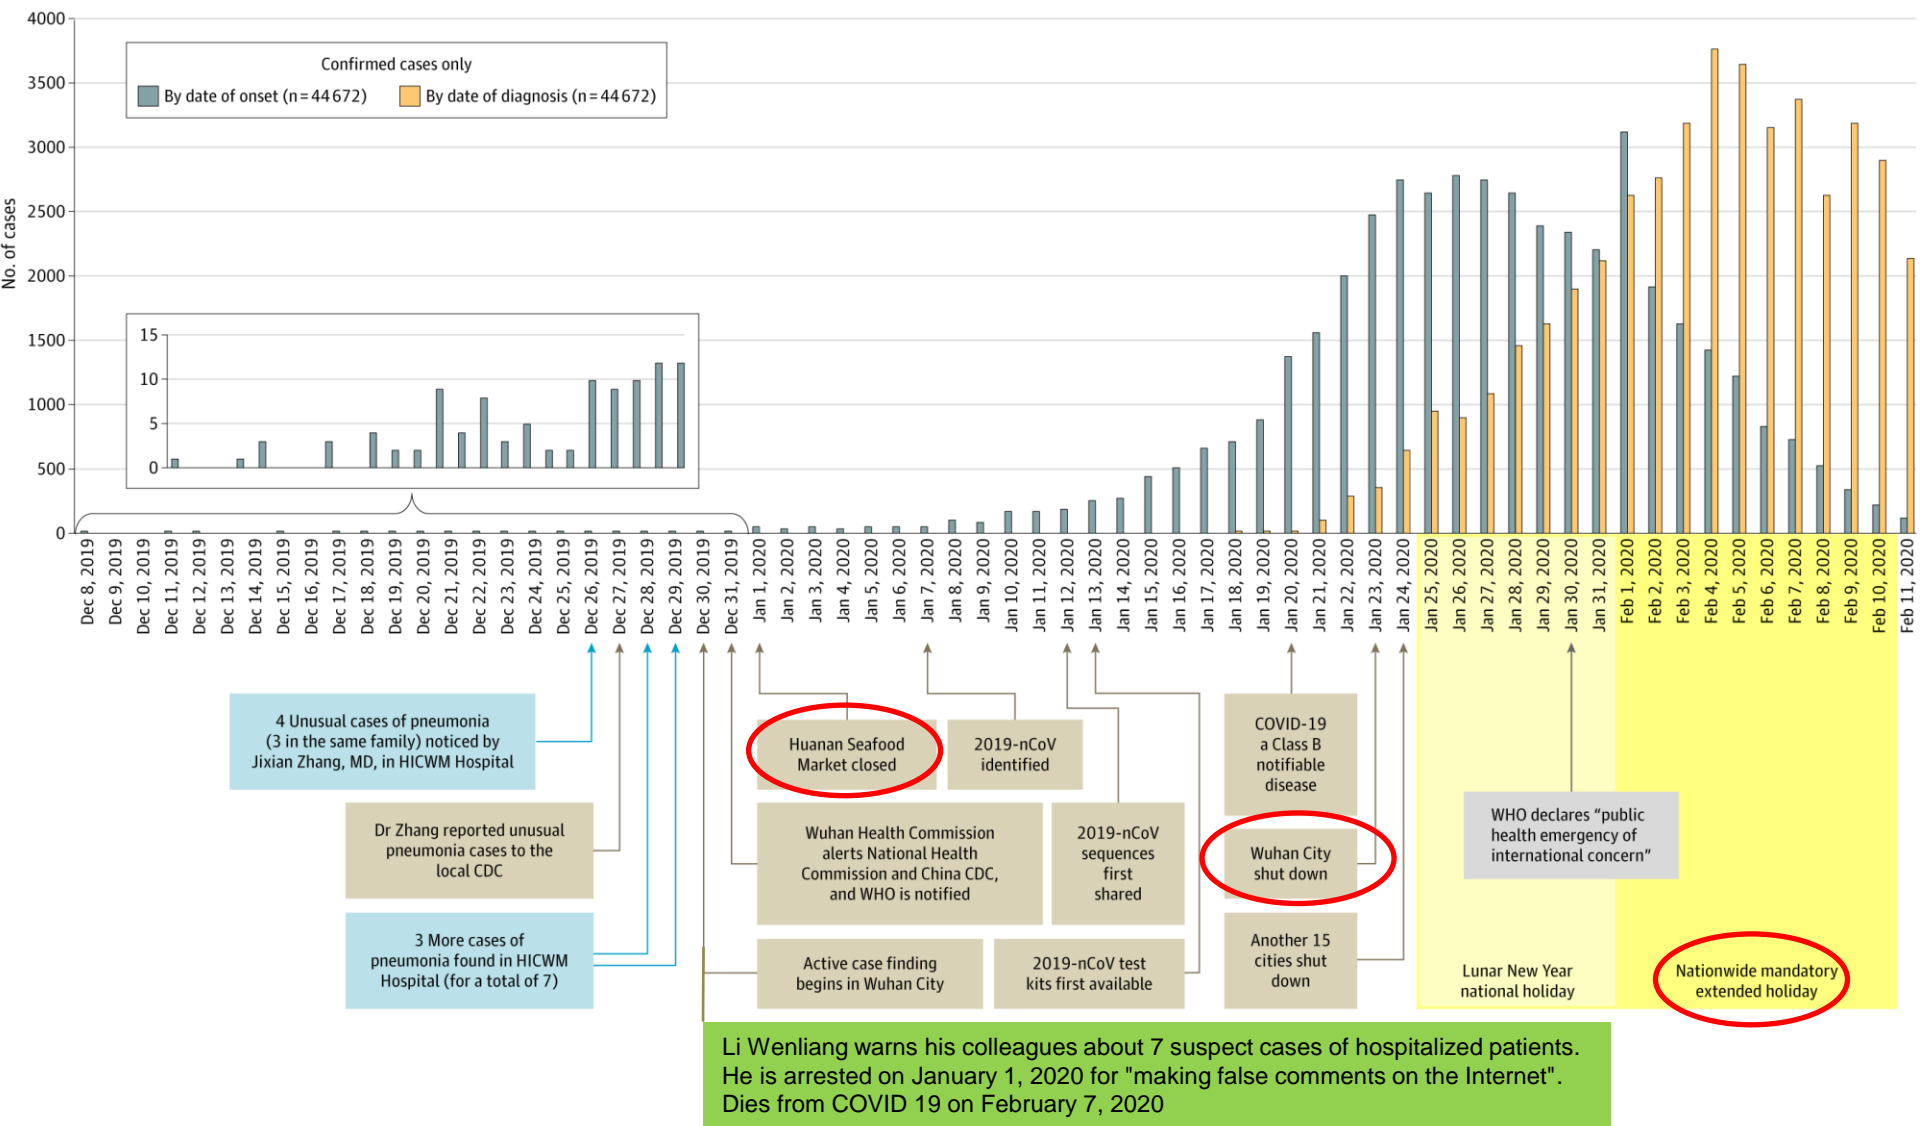 4000
3500
3000
2500
2000
1500
1000
500
0
No. of cases
Confirmed cases only
By date of onset (n = 44 672)
By date of diagnosis (n = 44 672)
15
10
5
0
Dec 8, 2019
Dec 9, 2019
Dec 10, 2019
Dec 11, 2019
Dec 12, 2019
Dec 13, 2019
Dec 14, 2019
Dec 15, 2019
Dec 16, 2019
Dec 17, 2019
Dec 18, 2019
Dec 19, 2019
Dec 20, 2019
Dec 21, 2019
Dec 22, 2019
Dec 23, 2019
Dec 24, 2019
Dec 25, 2019
Dec 26, 2019
Dec 27, 2019
Dec 28, 2019
Dec 29, 2019
Dec 30, 2019
Dec 31, 2019
Jan 1, 2020
Jan 2, 2020
Jan 3, 2020
Jan 4, 2020
Jan 5, 2020
Jan 6, 2020
Jan 7, 2020
Jan 8, 2020
Jan 9, 2020
Jan 10, 2020
Jan 11, 2020
Jan 12, 2020
Jan 13, 2020
Jan 14, 2020
Jan 15, 2020
Jan 16, 2020
Jan 17, 2020
Jan 18, 2020
Jan 19, 2020
Jan 20, 2020
Jan 21, 2020
Jan 22, 2020
Jan 23, 2020
Jan 24, 2020
Jan 25, 2020
Jan 26, 2020
Jan 27, 2020
Jan 28, 2020
Jan 29, 2020
Jan 30, 2020
Jan 31, 2020
Feb 1, 2020
Feb 2, 2020
Feb 3, 2020
Feb 4, 2020
Feb 5, 2020
Feb 6, 2020
Feb 7, 2020
Feb 8, 2020
Feb 9, 2020
Feb 10, 2020
Feb 11, 2020
4 Unusual cases of pneumonia
(3 in the same family) noticed by
Jixian Zhang, MD, in HICWM Hospital
Dr Zhang reported unusual
pneumonia cases to the
local CDC
3 More cases of
pneumonia found in HICWM
Hospital (for a total of 7)
Huanan Seafood
Market closed
2019-nCoV
identified
Wuhan Health Commission
alerts National Health
Commission and China CDC,
and WHO is notified
2019-nCoV
sequences
first
shared
Active case finding
begins in Wuhan City
2019-nCoV test
kits first available
COVID-19
a Class B
notifiable
disease
Wuhan City
shut down
Another 15
cities shut
down
WHO declares “public
health emergency of
international concern”
Lunar New Year
national holiday
Nationwide mandatory
extended holiday
Li Wenliang warns his colleagues about 7 suspect cases of hospitalized patients.
He is arrested on January 1, 2020 for "making false comments on the Internet".
Dies from COVID 19 on February 7, 2020